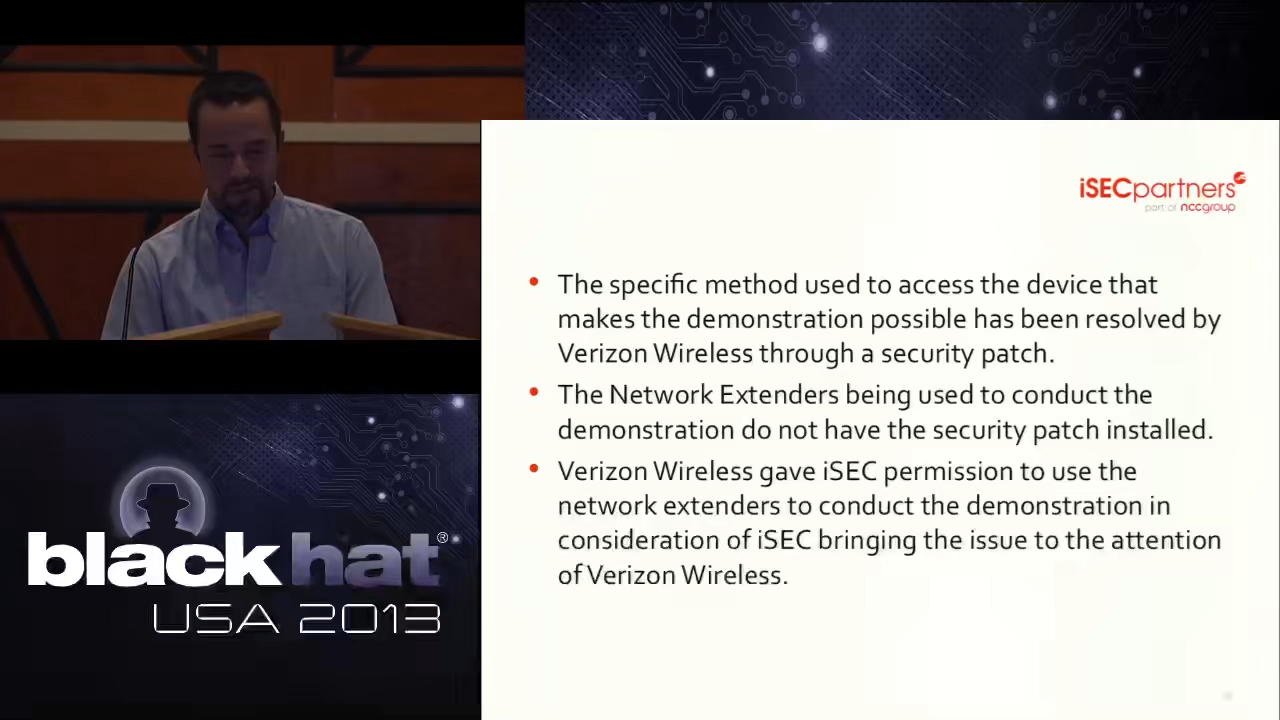 iSECpartners
part of nccgroup
• The specific method used to access the device that
makes the demonstration possible has been resolved by
Verizon Wireless through a security patch.
• The Network Extenders being used to conduct the
demonstration do not have the security patch installed.
• Verizon Wireless gave iSEC permission to use the
network extenders to conduct the demonstration in
consideration of iSEC bringing the issue to the attention
of Verizon Wireless.
blackhat®
USA 2013